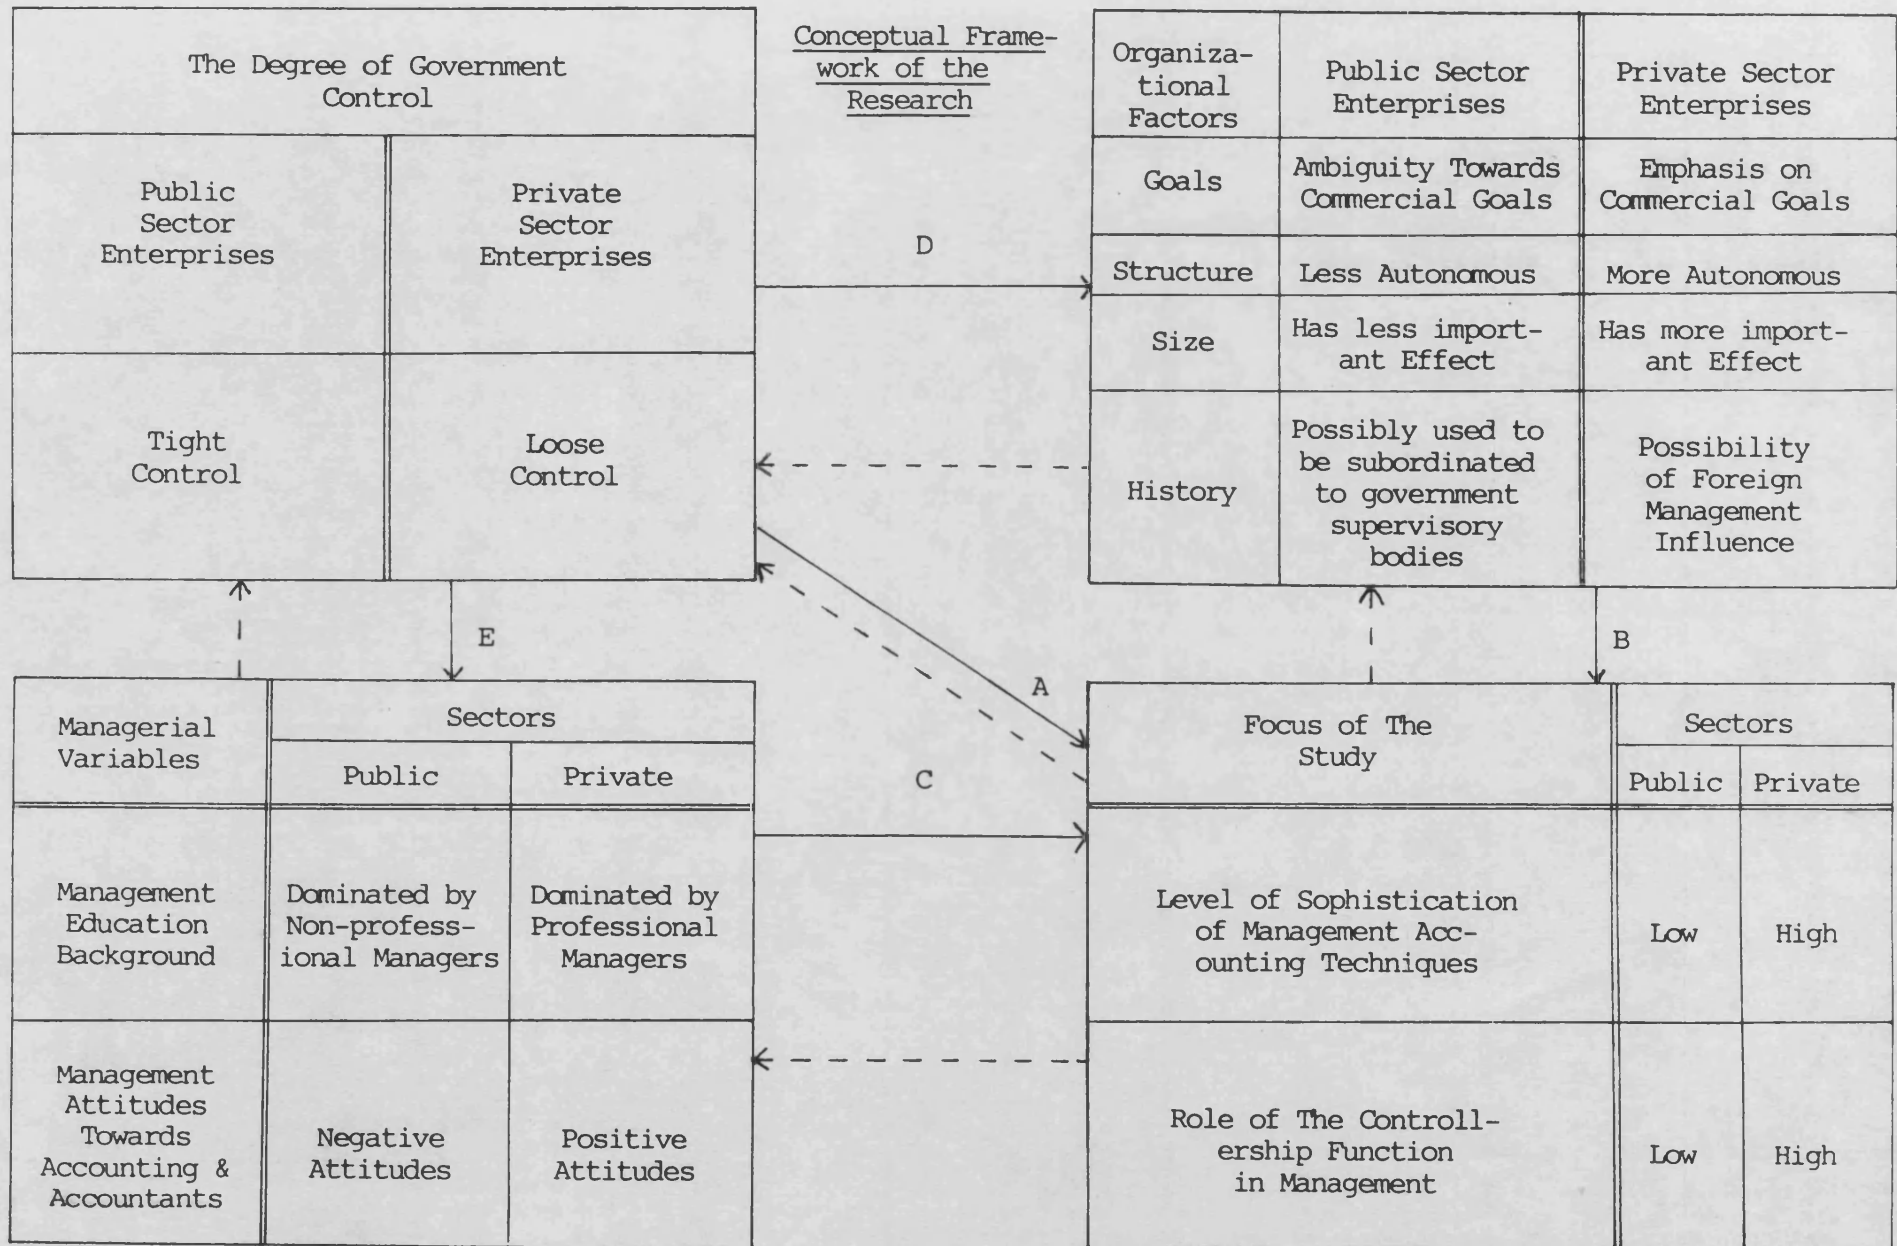 Conceptual Frame-
work of the
Research
The Degree of Government
Control
Public
Sector
Enterprises
Private
Sector
Enterprises
Tight
Control
Loose
Control
D
Organiza-
tional
Factors
Public Sector
Enterprises
Private Sector
Enterprises
Goals
Ambiguity Towards
Commercial Goals
Emphasis on
Commercial Goals
Structure
Less Autonomous
More Autonomous
Size
Has less import-
ant Effect
Has more import-
ant Effect
History
Possibly used to
be subordinated
to government
supervisory
bodies
Possibility
of Foreign
Management
Influence
E
A
B
C
Managerial
Variables
Sectors
Public
Private
Management
Education
Background
Dominated by
Non-profess-
ional Managers
Dominated by
Professional
Managers
Management
Attitudes
Towards
Accounting &
Accountants
Negative
Attitudes
Positive
Attitudes
Focus of The
Study
Sectors
Public
Private
Level of Sophistication
of Management Acc-
ounting Techniques
Low
High
Role of The Controll-
ership Function
in Management
Low
High